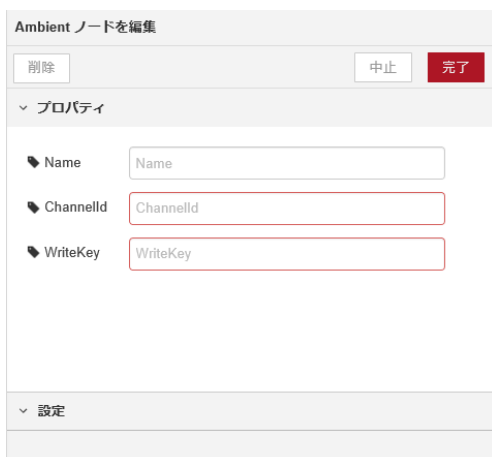 Ambient ノードを編集
削除 中止 完了
プロパティ
Name Name
ChannelId ChannelId
WriteKey WriteKey
設定